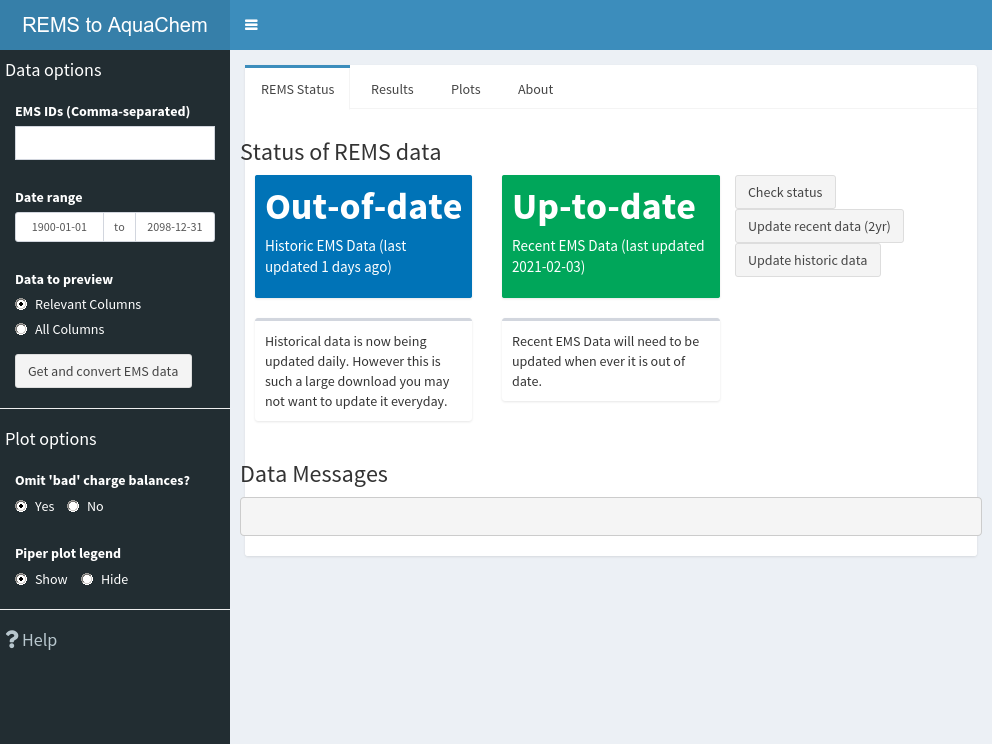 REMS to AquaChem
Data options
EMS IDs (Comma-separated)
Date range
1900-01-01 to 2098-12-31
Data to preview
Relevant Columns
All Columns
Get and convert EMS data
Plot options
Omit 'bad' charge balances?
Yes No
Piper plot legend
Show Hide
Help
REMS Status Results Plots About
Status of REMS data
Out-of-date
Historic EMS Data (last
updated 1 days ago)
Up-to-date
Recent EMS Data (last updated
2021-02-03)
Check status
Update recent data (2yr)
Update historic data
Historical data is now being
updated daily. However this is
such a large download you may
not want to update it everyday.
Recent EMS Data will need to be
updated when ever it is out of
date.
Data Messages